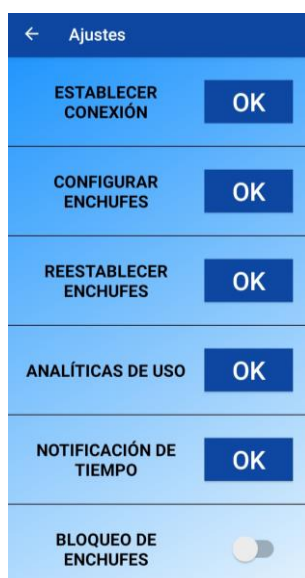 Ajustes
ESTABLECER
CONEXIÓN
OK
CONFIGURAR
ENCHUFES
OK
REESTABLECER
ENCHUFES
OK
ANALÍTICAS DE USO
OK
NOTIFICACIÓN DE
TIEMPO
OK
BLOQUEO DE
ENCHUFES